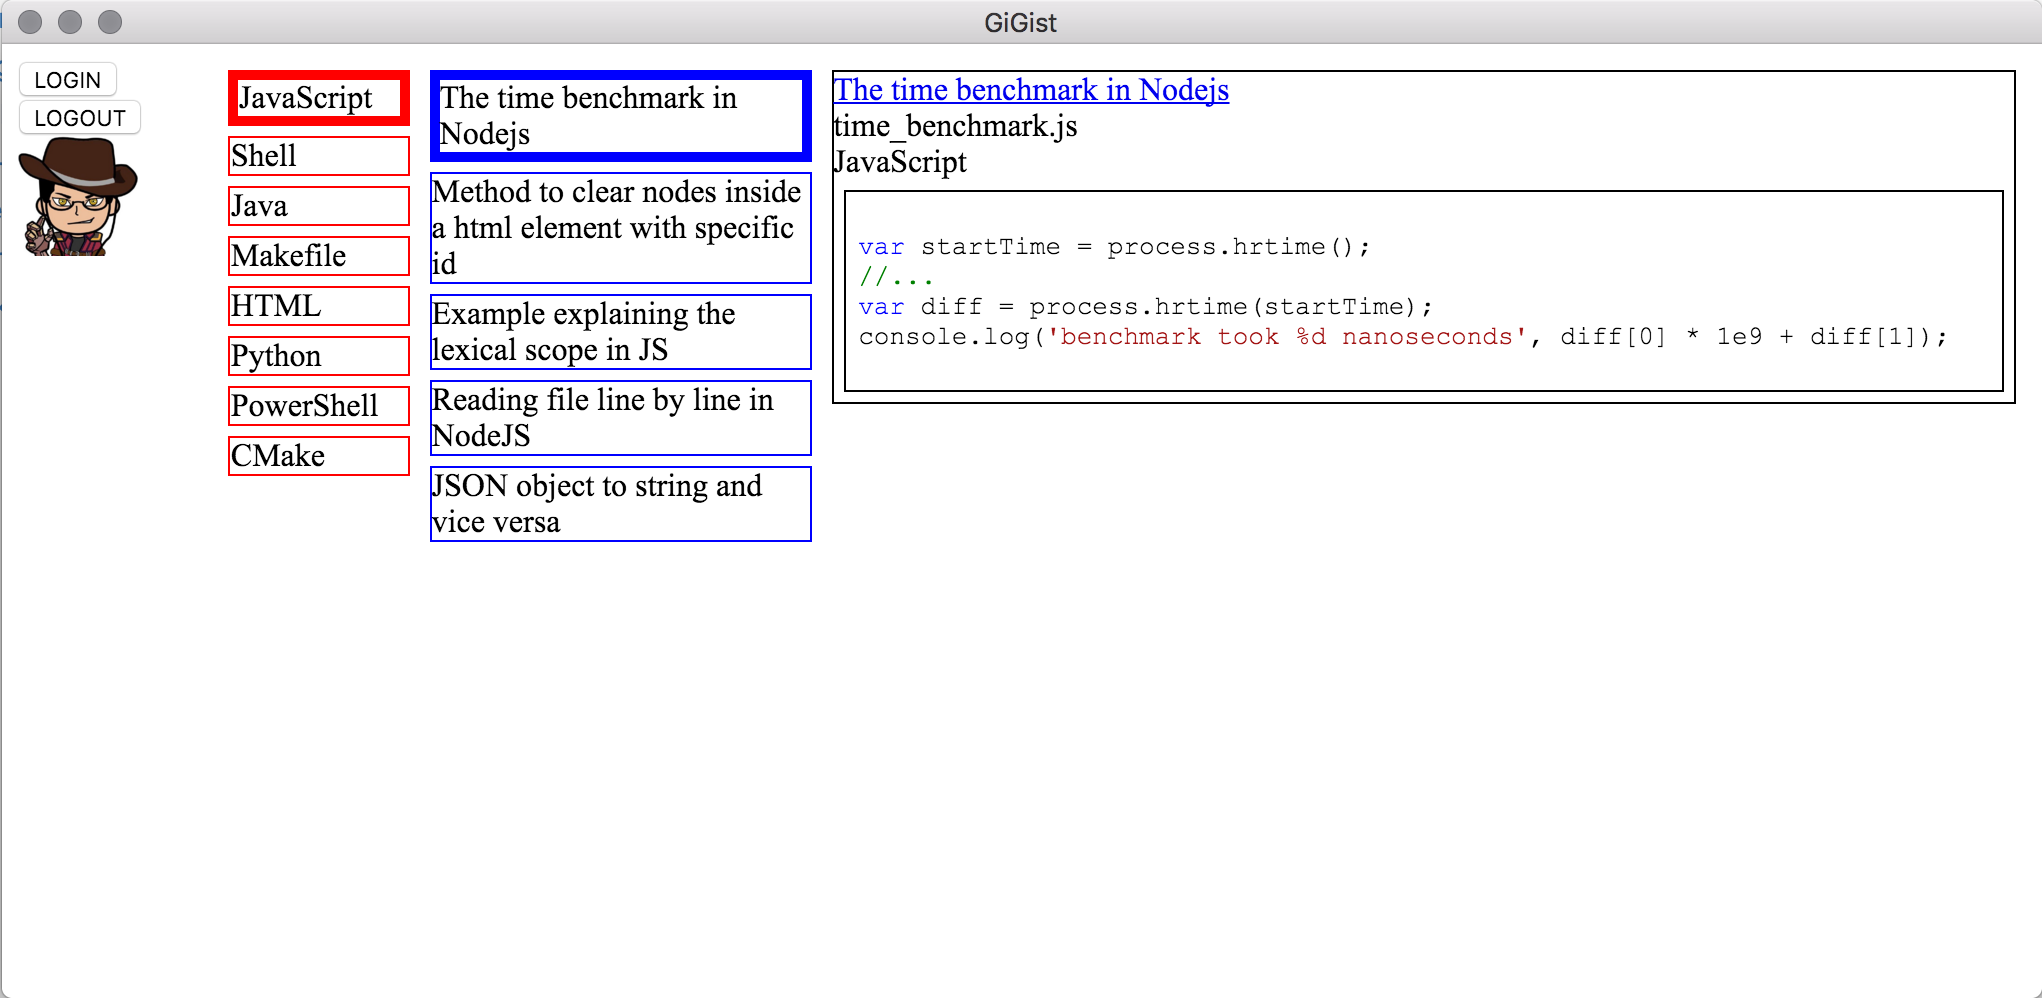 GiGist
LOGIN
LOGOUT
JavaScript
Shell
Java
Makefile
HTML
Python
PowerShell
CMake
The time benchmark in
Nodejs
Method to clear nodes inside
a html element with specific
id
Example explaining the
lexical scope in JS
Reading file line by line in
NodeJS
JSON object to string and
vice versa
The time benchmark in Nodejs
time_benchmark.js
JavaScript
var startTime = process.hrtime();
//...
var diff = process.hrtime(startTime);
console.log('benchmark took %d nanoseconds', diff[0] * 1e9 + diff[1]);